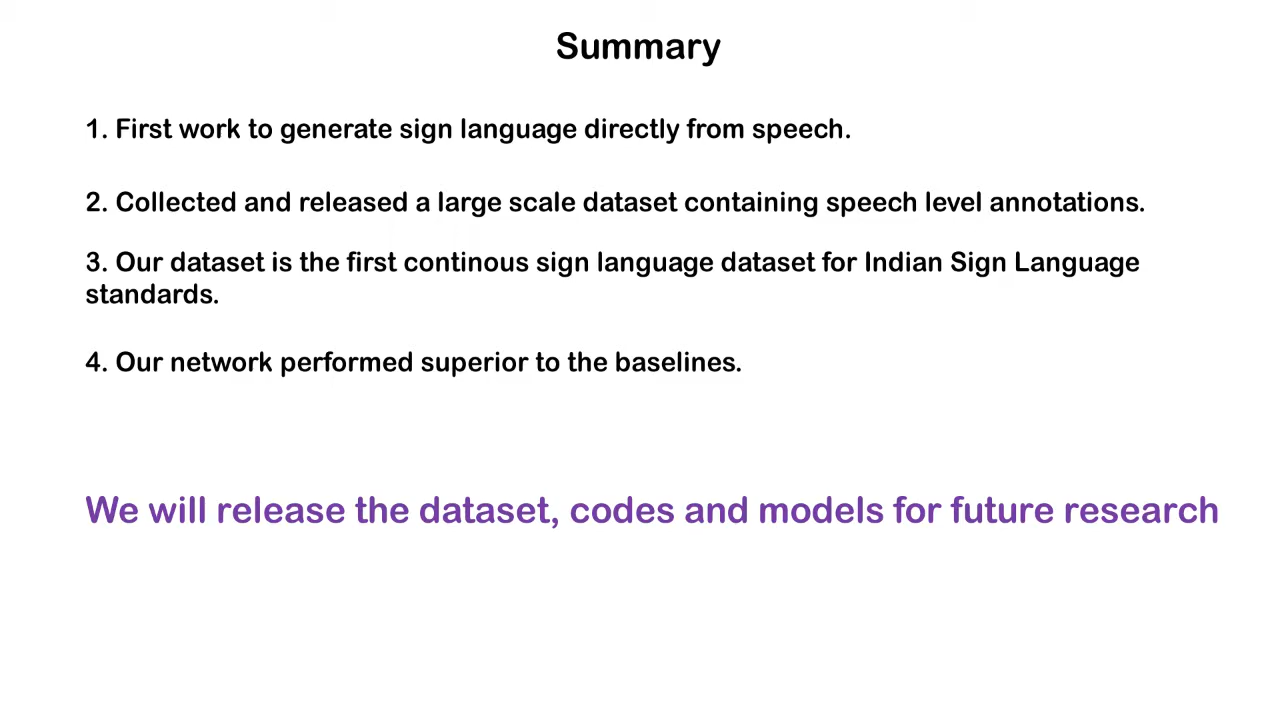 Summary
1. First work to generate sign language directly from speech.
2. Collected and released a large scale dataset containing speech level annotations.
3. Our dataset is the first continous sign language dataset for Indian Sign Language
standards.
4. Our network performed superior to the baselines.
We will release the dataset, codes and models for future research